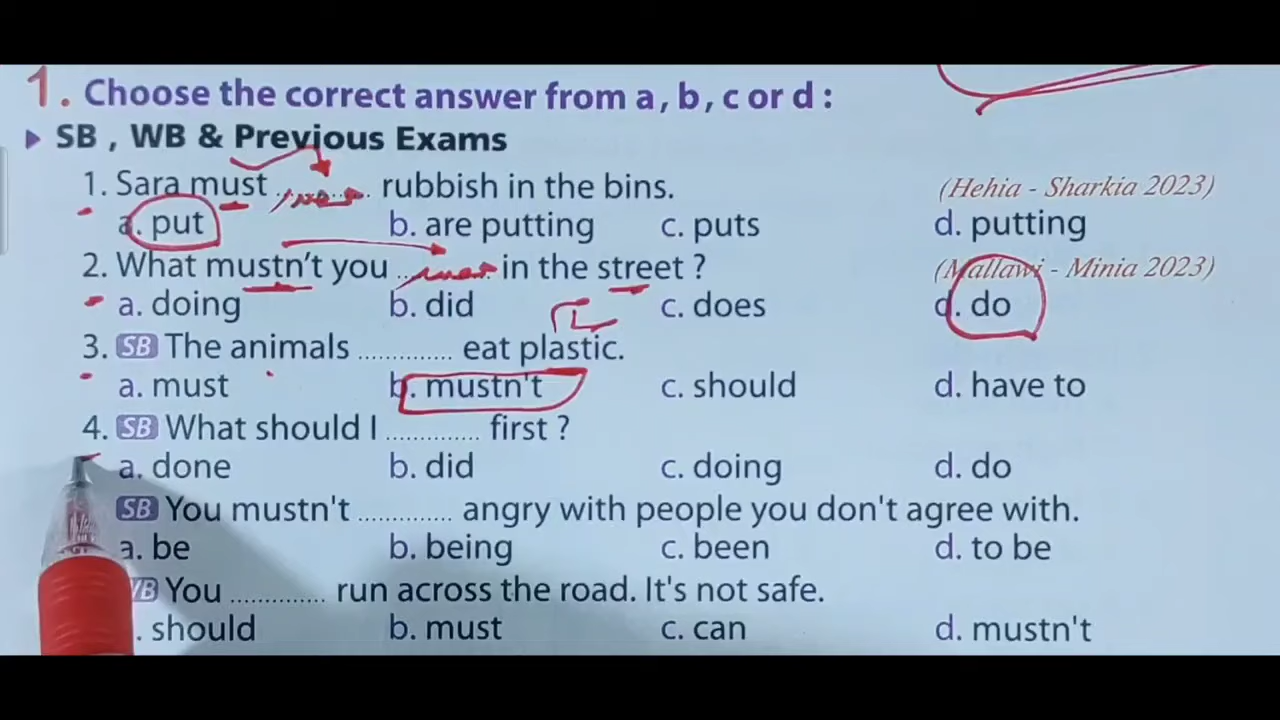 1. Choose the correct answer from a, b, c or d :
SB , WB & Previous Exams
1. Sara must ............ rubbish in the bins. (Hehia - Sharkia 2023)
a. put b. are putting c. puts d. putting
2. What mustn't you ............ in the street ? (Mallawi - Minia 2023)
a. doing b. did c. does d. do
3. SB The animals ............. eat plastic.
a. must b. mustn't c. should d. have to
4. SB What should I ............. first ?
a. done b. did c. doing d. do
SB You mustn't ............. angry with people you don't agree with.
a. be b. being c. been d. to be
You ............. run across the road. It's not safe.
. should b. must c. can d. mustn't